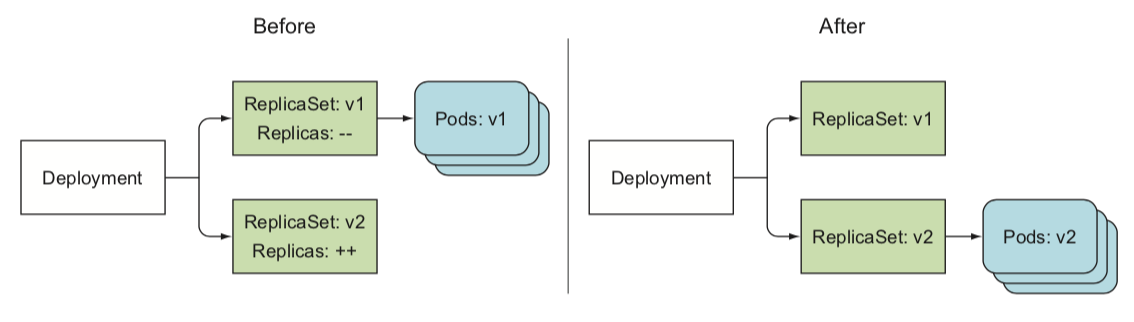 Before
ReplicaSet: v1
Replicas: --
Pods: v1
Deployment
ReplicaSet: v2
Replicas: ++
After
ReplicaSet: v1
Deployment
ReplicaSet: v2
Pods: v2